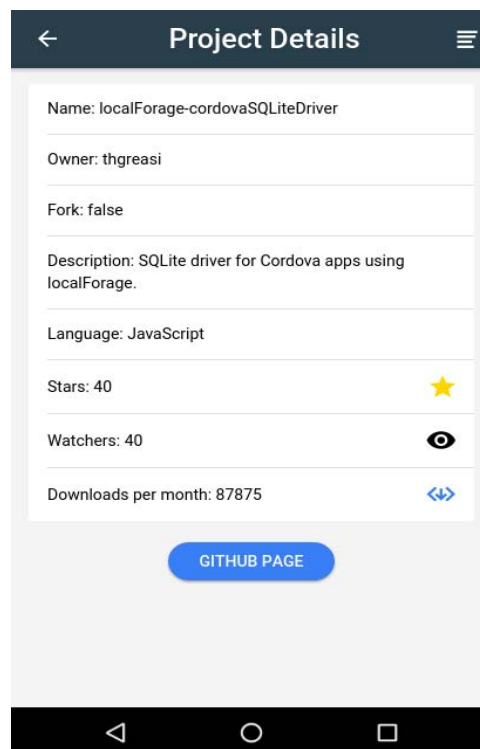 Project Details
Name: localForage-cordovaSQLiteDriver
Owner: thgreasi
Fork: false
Description: SQLite driver for Cordova apps using
localForage.
Language: JavaScript
Stars: 40
Watchers: 40
Downloads per month: 87875
GITHUB PAGE